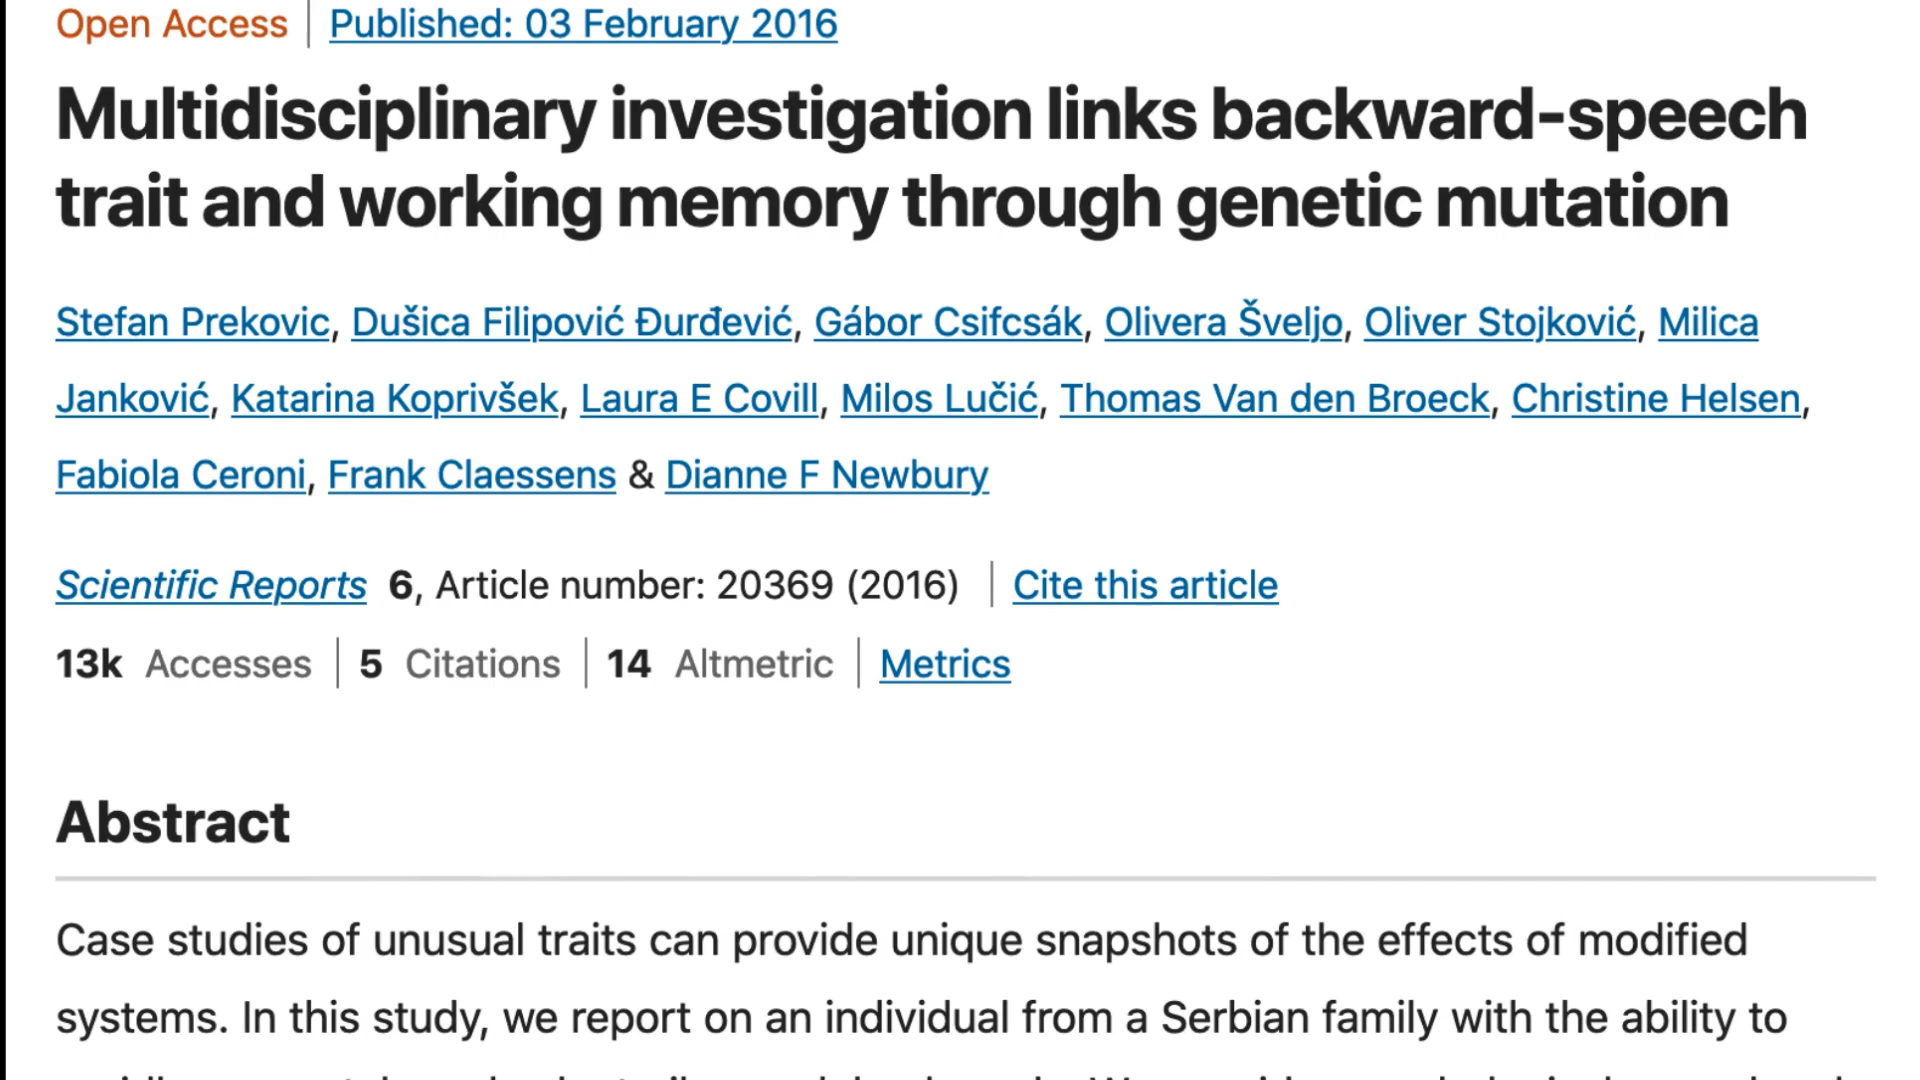 Open Access | Published: 03 February 2016
Multidisciplinary investigation links backward-speech
trait and working memory through genetic mutation
Stefan Prekovic, Dušica Filipović Đurđević, Gábor Csifcsák, Olivera Šveljo, Oliver Stojković, Milica
Janković, Katarina Koprivšek, Laura E Covill, Milos Lučić, Thomas Van den Broeck, Christine Helsen,
Fabiola Ceroni, Frank Claessens & Dianne F Newbury
Scientific Reports 6, Article number: 20369 (2016) | Cite this article
13k Accesses | 5 Citations | 14 Altmetric | Metrics
Abstract
Case studies of unusual traits can provide unique snapshots of the effects of modified
systems. In this study, we report on an individual from a Serbian family with the ability to